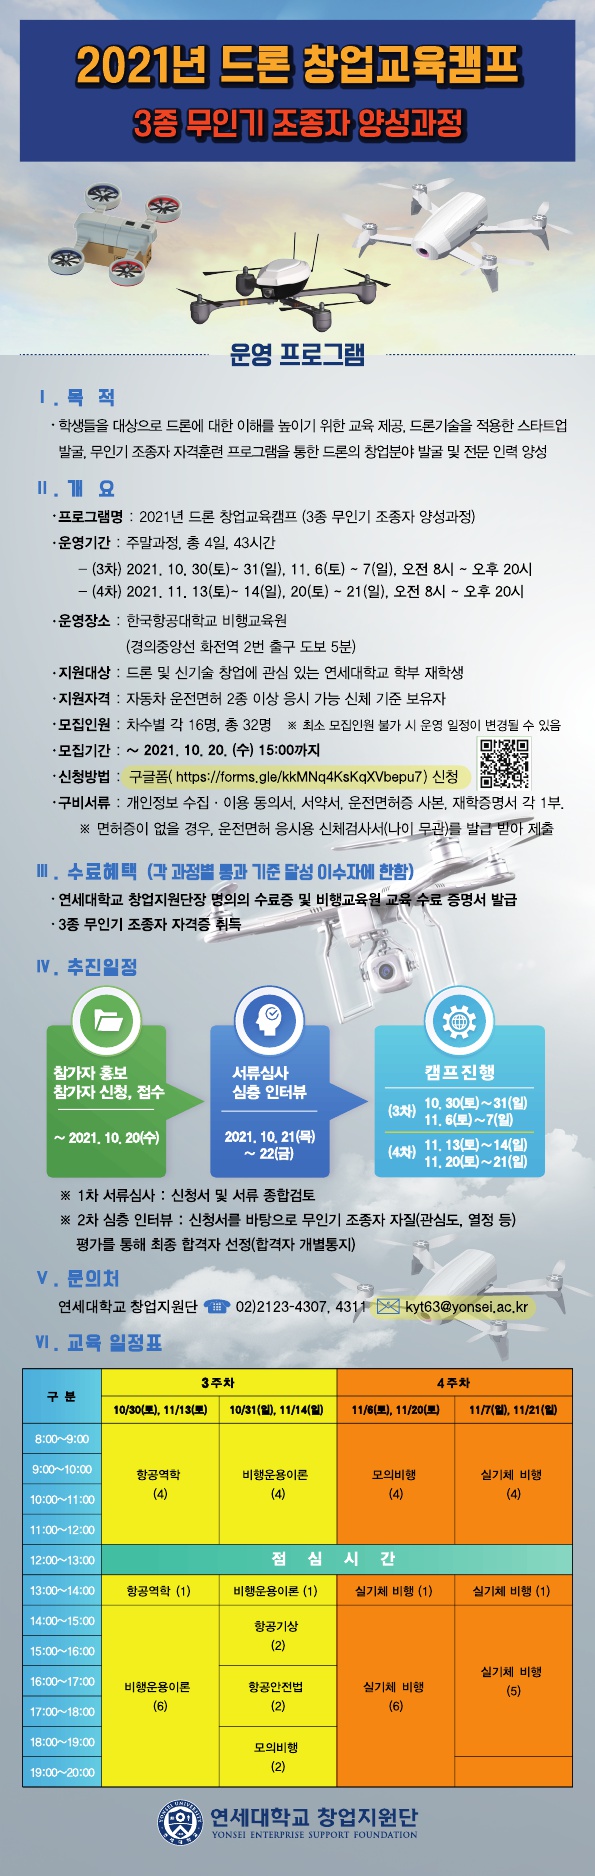 2021년 드론 창업교육캠프
3종 무인기 조종자 양성과정
운영 프로그램
Ⅰ. 목 적
· 학생들을 대상으로 드론에 대한 이해를 높이기 위한 교육 제공, 드론기술을 적용한 스타트업
발굴, 무인기 조종자 자격훈련 프로그램을 통한 드론의 창업분야 발굴 및 전문 인력 양성
Ⅱ. 개 요
·프로그램명 : 2021년 드론 창업교육캠프 (3종 무인기 조종자 양성과정)
·운영기간 : 주말과정, 총 4일, 43시간
– (3차) 2021. 10. 30(토)~ 31(일), 11. 6(토) ~ 7(일), 오전 8시 ~ 오후 20시
– (4차) 2021. 11. 13(토)~ 14(일), 20(토) ~ 21(일), 오전 8시 ~ 오후 20시
·운영장소 : 한국항공대학교 비행교육원
(경의중앙선 화전역 2번 출구 도보 5분)
·지원대상 : 드론 및 신기술 창업에 관심 있는 연세대학교 학부 재학생
·지원자격 : 자동차 운전면허 2종 이상 응시 가능 신체 기준 보유자
·모집인원 : 차수별 각 16명, 총 32명 ※ 최소 모집인원 불가 시 운영 일정이 변경될 수 있음
·모집기간 : ~ 2021. 10. 20. (수) 15:00까지
·신청방법 : 구글폼( https://forms.gle/kkMNq4KsKqXVbepu7) 신청
·구비서류 : 개인정보 수집 · 이용 동의서, 서약서, 운전면허증 사본, 재학증명서 각 1부.
※ 면허증이 없을 경우, 운전면허 응시용 신체검사서(나이 무관)를 발급 받아 제출
Ⅲ. 수료혜택 (각 과정별 통과 기준 달성 이수자에 한함)
· 연세대학교 창업지원단장 명의의 수료증 및 비행교육원 교육 수료 증명서 발급
· 3종 무인기 조종자 자격증 취득
Ⅳ. 추진일정
참가자 홍보
참가자 신청, 접수
~ 2021. 10. 20(수)
서류심사
심층 인터뷰
2021. 10. 21(목)
~ 22(금)
캠프진행
(3차) 10. 30(토)~31(일)
11. 6(토)~7(일)
(4차) 11. 13(토)~14(일)
11. 20(토)~21(일)
※ 1차 서류심사 : 신청서 및 서류 종합검토
※ 2차 심층 인터뷰 : 신청서를 바탕으로 무인기 조종자 자질(관심도, 열정 등)
평가를 통해 최종 합격자 선정(합격자 개별통지)
Ⅴ. 문의처
연세대학교 창업지원단 ☎ 02)2123-4307, 4311 kyt63@yonsei.ac.kr
Ⅵ. 교육 일정표
구 분 3주차 4주차
10/30(토), 11/13(토) 10/31(일), 11/14(일) 11/6(토), 11/20(토) 11/7(일), 11/21(일)
8:00~9:00
9:00~10:00
10:00~11:00
11:00~12:00
항공역학 비행운용이론 모의비행 실기체 비행
(4) (4) (4) (4)
12:00~13:00 점 심 시 간
13:00~14:00 항공역학 (1) 비행운용이론 (1) 실기체 비행 (1) 실기체 비행 (1)
14:00~15:00
15:00~16:00
16:00~17:00
17:00~18:00
18:00~19:00
19:00~20:00
비행운용이론
(6)
항공기상
(2)
항공안전법
(2)
모의비행
(2)
실기체 비행
(6)
실기체 비행
(5)
연세대학교 창업지원단
YONSEI ENTERPRISE SUPPORT FOUNDATION